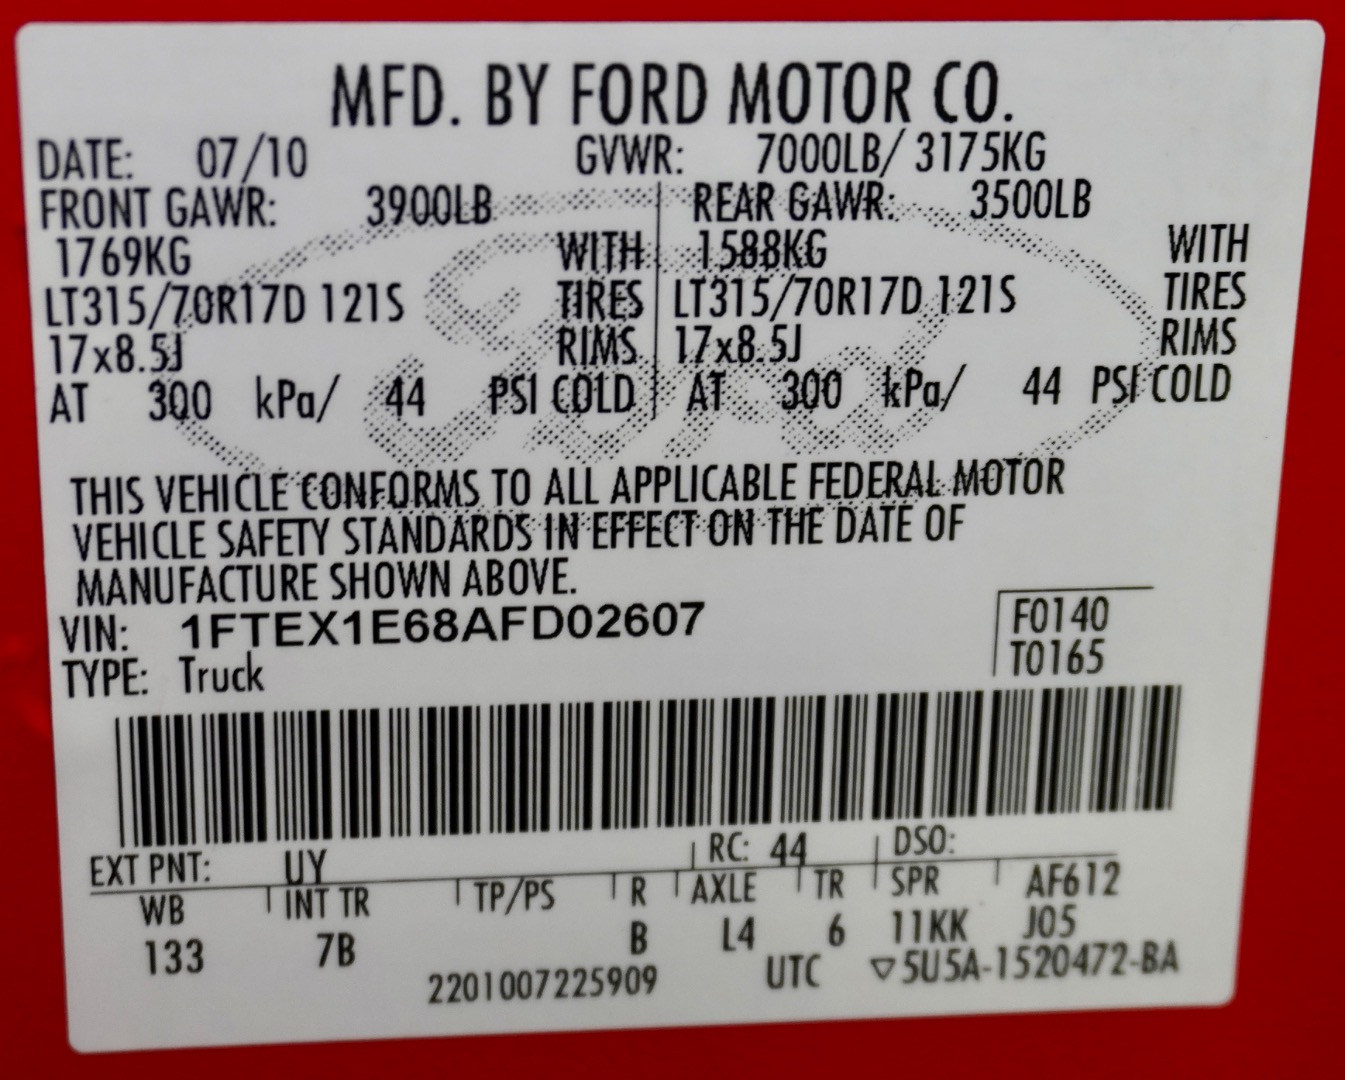 MFD. BY FORD MOTOR CO.
DATE: 07/10 GVWR: 7000LB/ 3175KG
FRONT GAWR: 3900LB REAR GAWR: 3500LB
1769KG WITH 1588KG WITH
LT315/70R17D 121S TIRES LT315/70R17D 121S TIRES
17x8.5J RIMS 17x8.5J RIMS
AT 300 kPa/ 44 PSI COLD AT 300 kPa/ 44 PSI COLD
Ford
THIS VEHICLE CONFORMS TO ALL APPLICABLE FEDERAL MOTOR
VEHICLE SAFETY STANDARDS IN EFFECT ON THE DATE OF
MANUFACTURE SHOWN ABOVE.
VIN: 1FTEX1E68AFD02607 F0140
TYPE: Truck T0165
EXT PNT: UY RC: 44 DSO:
WB INT TR TP/PS R AXLE TR SPR AF612
133 7B B L4 6 11KK J05
2201007225909 UTC ▽5U5A-1520472-BA